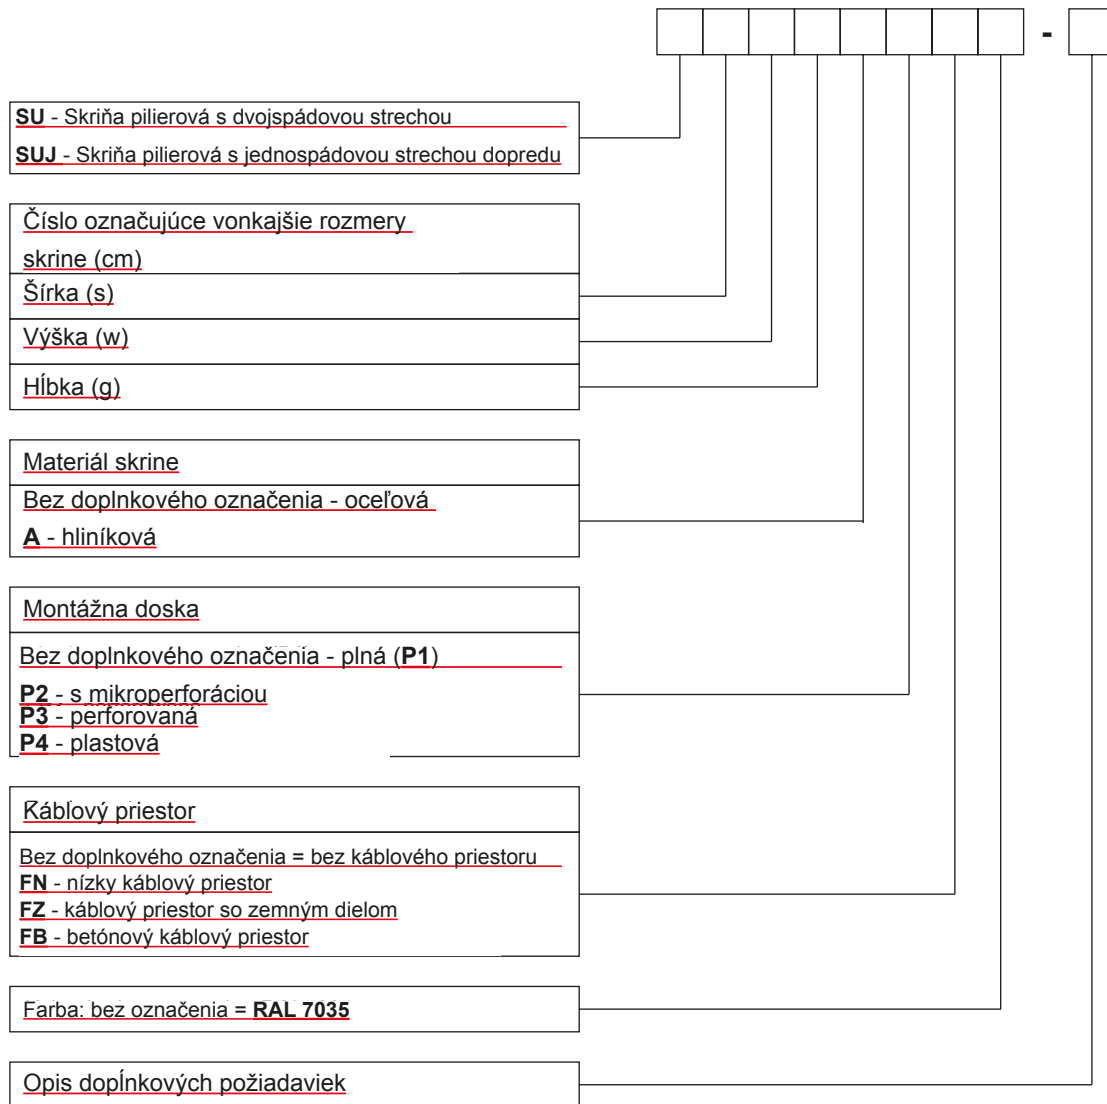 -
SU - Skriňa pilierová s dvojspádovou strechou
SUJ - Skriňa pilierová s jednospádovou strechou dopredu
Číslo označujúce vonkajšie rozmery
skrine (cm)
Šírka (s)
Výška (w)
Hĺbka (g)
Materiál skrine
Bez doplnkového označenia - oceľová
A - hliníková
Montážna doska
Bez doplnkového označenia - plná (P1)
P2 - s mikroperforáciou
P3 - perforovaná
P4 - plastová
Káblový priestor
Bez doplnkového označenia = bez káblového priestoru
FN - nízky káblový priestor
FZ - káblový priestor so zemným dielom
FB - betónový káblový priestor
Farba: bez označenia = RAL 7035
Opis dopĺnkových požiadaviek